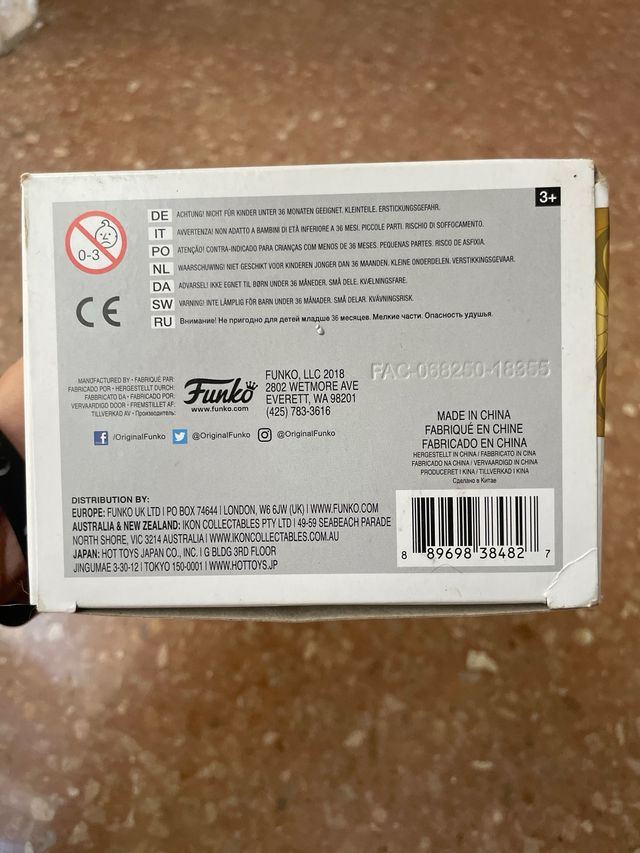 3+
0-3
DE ACHTUNG! NICHT FÜR KINDER UNTER 36 MONATEN GEEIGNET. KLEINTEILE. ERSTICKUNGSGEFAHR.
IT AVVERTENZA! NON ADATTO A BAMBINI DI ETÀ INFERIORE A 36 MESI. PICCOLE PARTI. RISCHIO DI SOFFOCAMENTO.
PO ATENÇÃO! CONTRA-INDICADO PARA CRIANÇAS COM MENOS DE 36 MESES. PEQUENAS PARTES. RISCO DE ASFIXIA.
NL WAARSCHUWING! NIET GESCHIKT VOOR KINDEREN JONGER DAN 36 MAANDEN. KLEINE ONDERDELEN. VERSTIKKINGSGEVAAR.
DA ADVARSEL! IKKE EGNET TIL BØRN UNDER 36 MÅNEDER. SMÅ DELE. KVÆLNINGSFARE.
SW VARNING! INTE LÄMPLIG FÖR BARN UNDER 36 MÅNADER. SMÅ DELAR. KVÄVNINGSRISK.
RU Внимание! Не пригодно для детей младше 36 месяцев. Мелкие части. Опасность удушья.
CE
MANUFACTURED BY · FABRIQUÉ PAR:
FABRICADO POR · HERGESTELLT DURCH:
FABBRICATO DA · FABRICADO POR:
VERVAARDIGD DOOR · FREMSTILLET AF:
TILLVERKAD AV · Производитель:
Funko
www.funko.com
FUNKO, LLC 2018
2802 WETMORE AVE
EVERETT, WA 98201
(425) 783-3616
FAC-068250-18355
/OriginalFunko @OriginalFunko @OriginalFunko
MADE IN CHINA
FABRIQUÉ EN CHINE
FABRICADO EN CHINA
HERGESTELLT IN CHINA / FABBRICATO IN CINA
FABRICADO NA CHINA / VERVAARDIGD IN CHINA
PRODUCERET I KINA / TILLVERKAD I KINA
Сделано в Китае
DISTRIBUTION BY:
EUROPE: FUNKO UK LTD | PO BOX 74644 | LONDON, W6 6JW (UK) | WWW.FUNKO.COM
AUSTRALIA & NEW ZEALAND: IKON COLLECTABLES PTY LTD | 49-59 SEABEACH PARADE
NORTH SHORE, VIC 3214 AUSTRALIA | WWW.IKONCOLLECTABLES.COM.AU
JAPAN: HOT TOYS JAPAN CO., INC. | G BLDG 3RD FLOOR
JINGUMAE 3-30-12 | TOKYO 150-0001 | WWW.HOTTOYS.JP
8 89698 38482 7